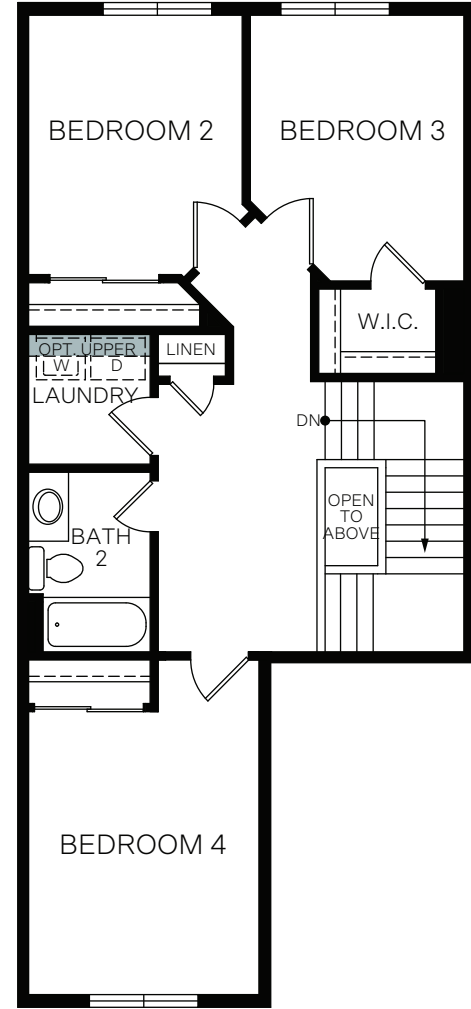 BEDROOM 2
BEDROOM 3
W.I.C.
OPT. UPPER
LINEN
W
D
LAUNDRY
DN
OPEN
TO
ABOVE
BATH
2
BEDROOM 4